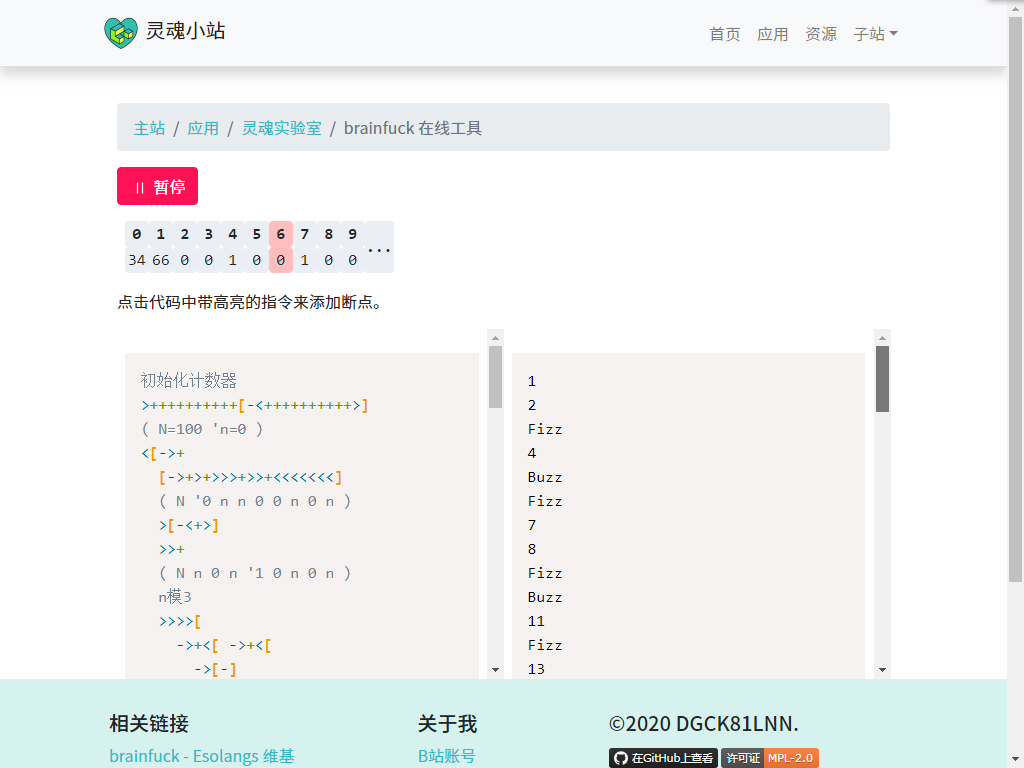 灵魂小站
首页 应用 资源 子站
主站 / 应用 / 灵魂实验室 / brainfuck 在线工具
暂停
0 1 2 3 4 5 6 7 8 9
34 66 0 0 1 0 0 1 0 0 ...
点击代码中带高亮的指令来添加断点。
初始化计数器
>++++++++++[-<++++++++++>]
( N=100 'n=0 )
<[->+
[->+>+>>>+>>+<<<<<<<]
( N '0 n n 0 0 n 0 n )
>[-<+>]
>>+
( N n 0 n '1 0 n 0 n )
n模3
>>>>[
->+<[ ->+<[
->[-]
1
2
Fizz
4
Buzz
Fizz
7
8
Fizz
Buzz
11
Fizz
13
相关链接
brainfuck - Esolangs 维基
关于我
B站账号
©2020 DGCK81LNN.
在GitHub上查看 许可证 MPL-2.0